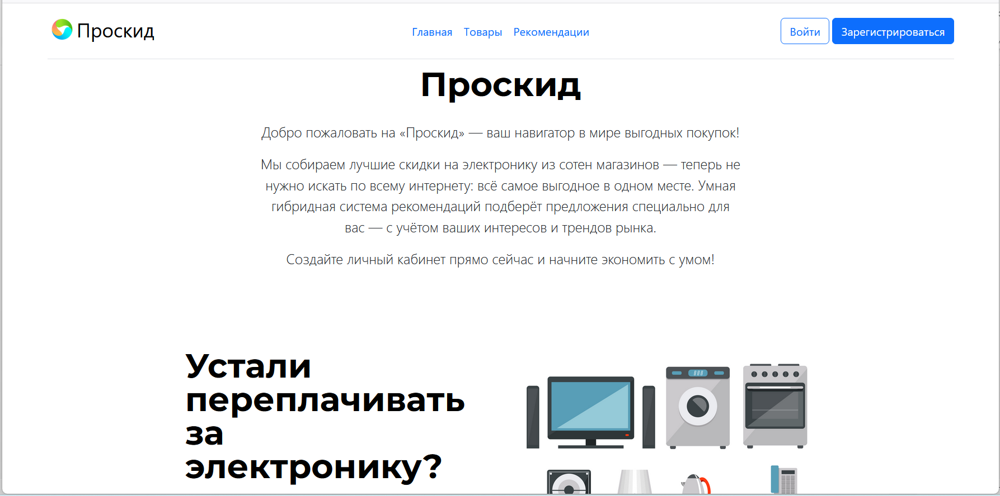 Проскид
Главная Товары Рекомендации
Войти Зарегистрироваться
Проскид
Добро пожаловать на «Проскид» — ваш навигатор в мире выгодных покупок!
Мы собираем лучшие скидки на электронику из сотен магазинов — теперь не
нужно искать по всему интернету: всё самое выгодное в одном месте. Умная
гибридная система рекомендаций подберёт предложения специально для
вас — с учётом ваших интересов и трендов рынка.
Создайте личный кабинет прямо сейчас и начните экономить с умом!
Устали
переплачивать
за
электронику?
888